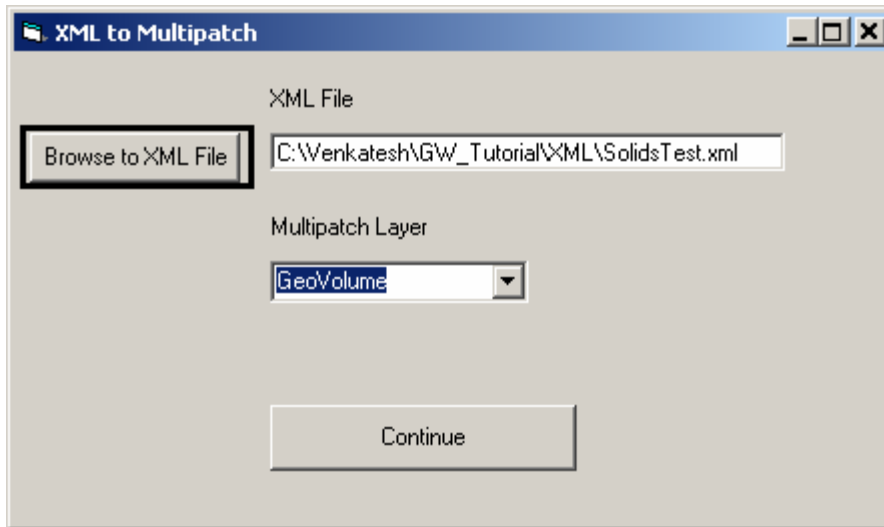 XML to Multipatch
XML File
Browse to XML File
C:\Venkatesh\GW_Tutorial\XML\SolidsTest.xml
Multipatch Layer
GeoVolume
Continue